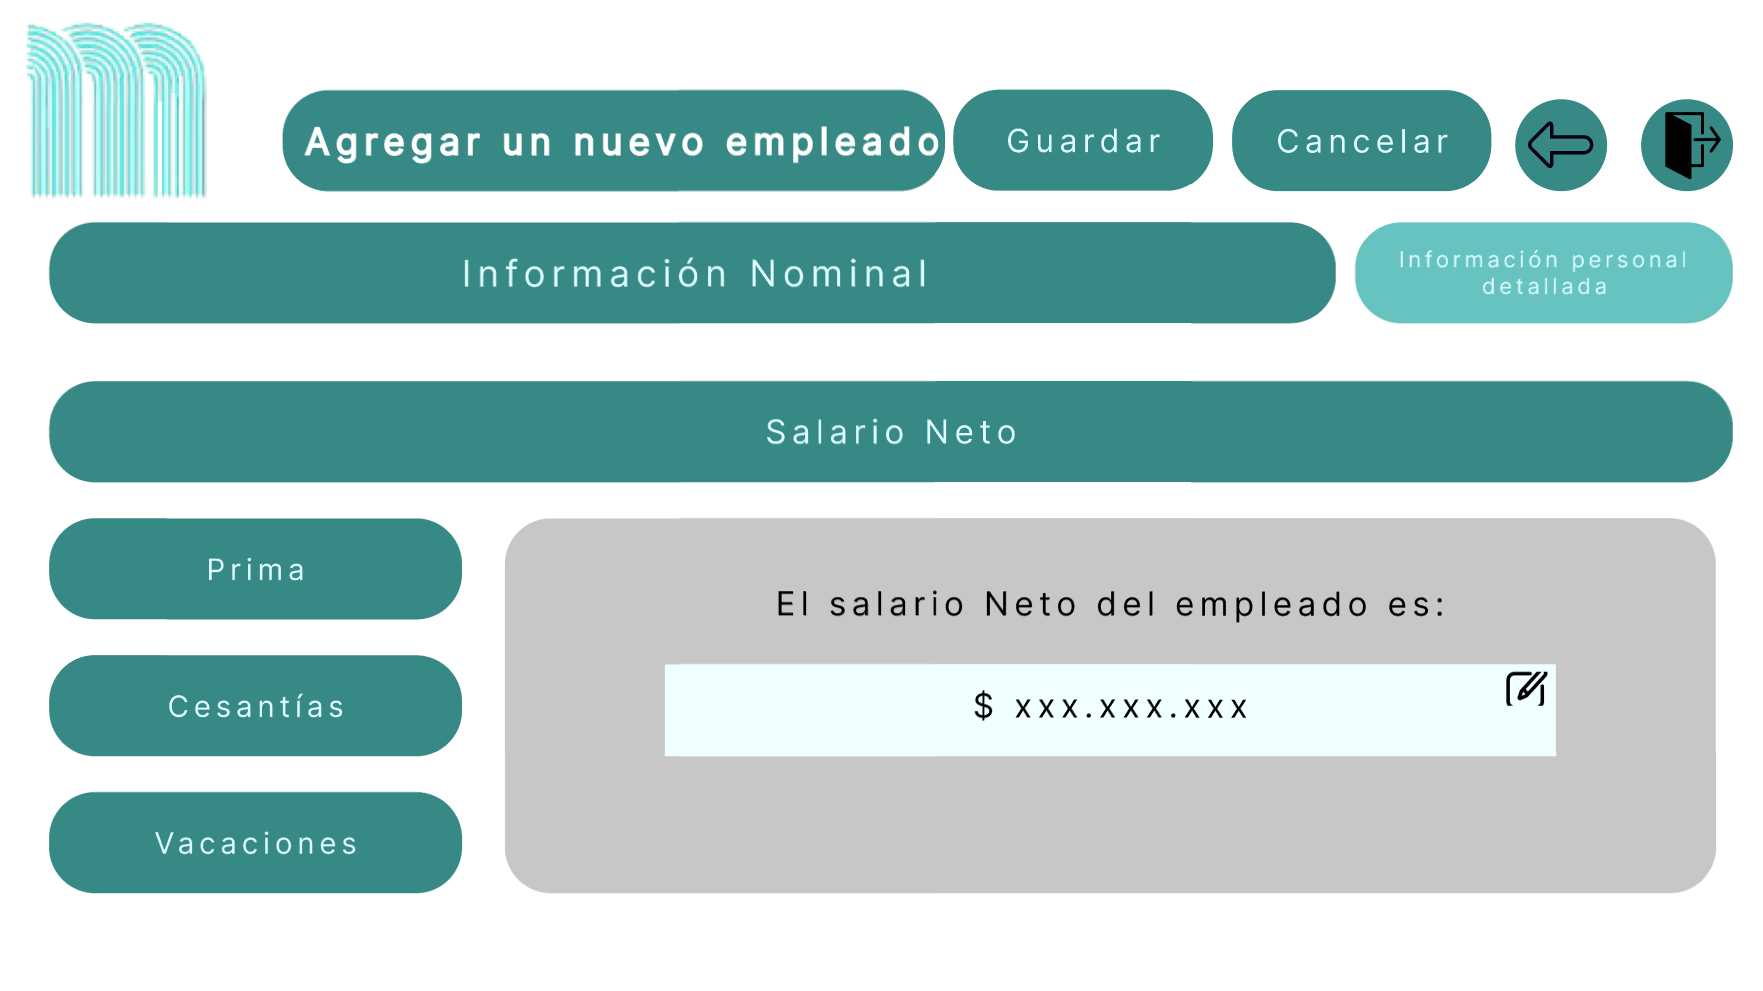 Agregar un nuevo empleado
Guardar
Cancelar
Información Nominal
Información personal
detallada
Salario Neto
Prima
El salario Neto del empleado es:
$ xxx.xxx.xxx
Cesantías
Vacaciones